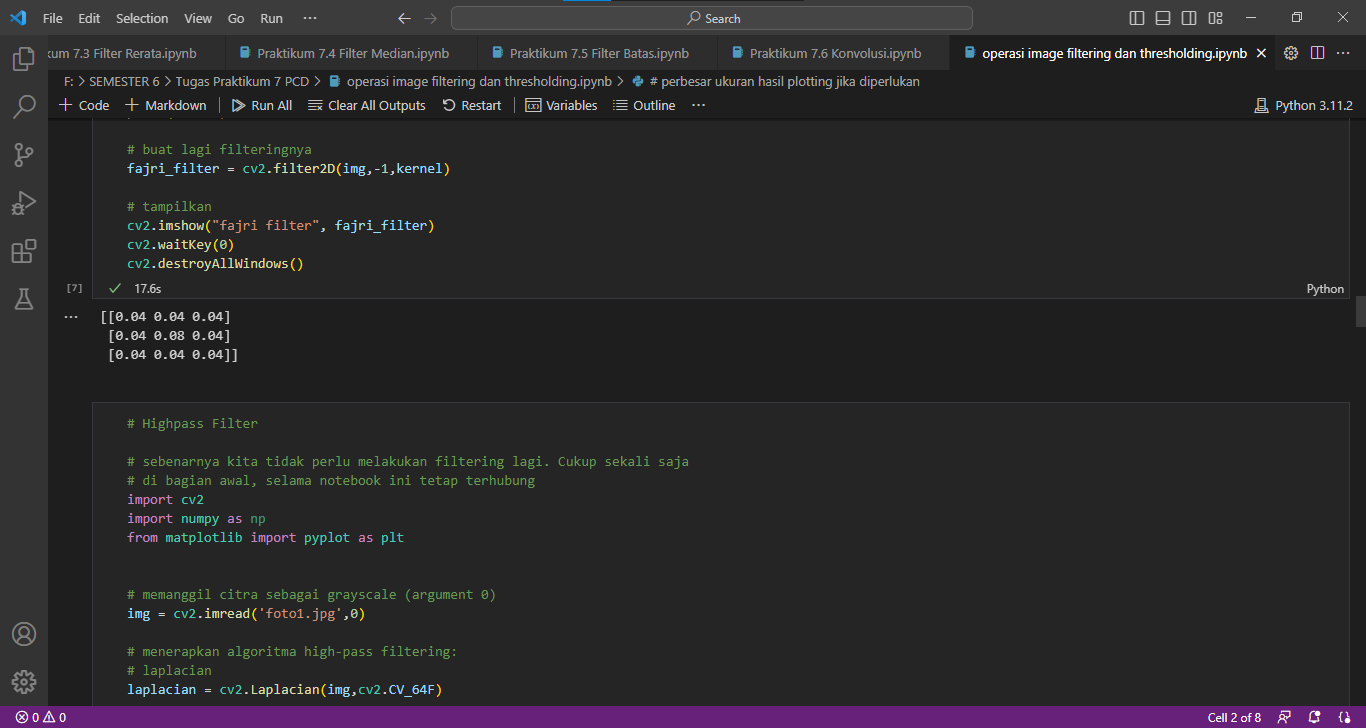 File Edit Selection View Go Run ··· Search
kum 7.3 Filter Rerata.ipynb Praktikum 7.4 Filter Median.ipynb Praktikum 7.5 Filter Batas.ipynb Praktikum 7.6 Konvolusi.ipynb operasi image filtering dan thresholding.ipynb
F: > SEMESTER 6 > Tugas Praktikum 7 PCD > operasi image filtering dan thresholding.ipynb > # perbesar ukuran hasil plotting jika diperlukan
+ Code + Markdown Run All Clear All Outputs Restart Variables Outline ··· Python 3.11.2
# buat lagi filteringnya
fajri_filter = cv2.filter2D(img,-1,kernel)
# tampilkan
cv2.imshow("fajri filter", fajri_filter)
cv2.waitKey(0)
cv2.destroyAllWindows()
[7] 17.6s Python
[[0.04 0.04 0.04]
[0.04 0.08 0.04]
[0.04 0.04 0.04]]
# Highpass Filter
# sebenarnya kita tidak perlu melakukan filtering lagi. Cukup sekali saja
# di bagian awal, selama notebook ini tetap terhubung
import cv2
import numpy as np
from matplotlib import pyplot as plt
# memanggil citra sebagai grayscale (argument 0)
img = cv2.imread('foto1.jpg',0)
# menerapkan algoritma high-pass filtering:
# laplacian
laplacian = cv2.Laplacian(img,cv2.CV_64F)
0 0 Cell 2 of 8